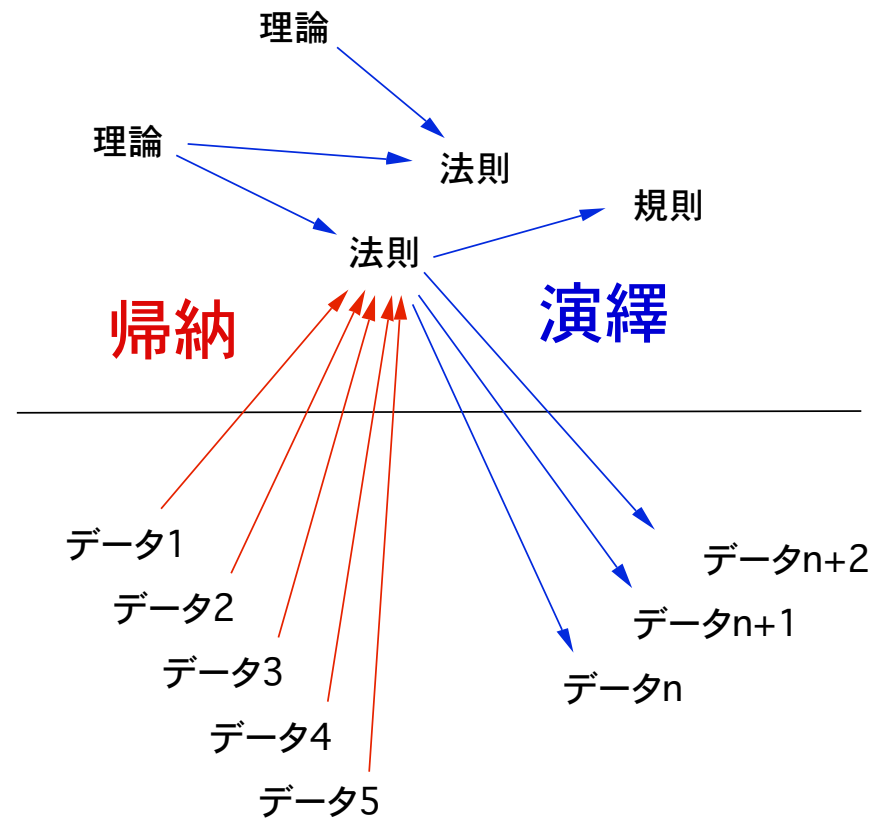 理論
理論
法則
規則
法則
帰納
演繹
データ1
データn+2
データ2
データn+1
データ3
データn
データ4
データ5